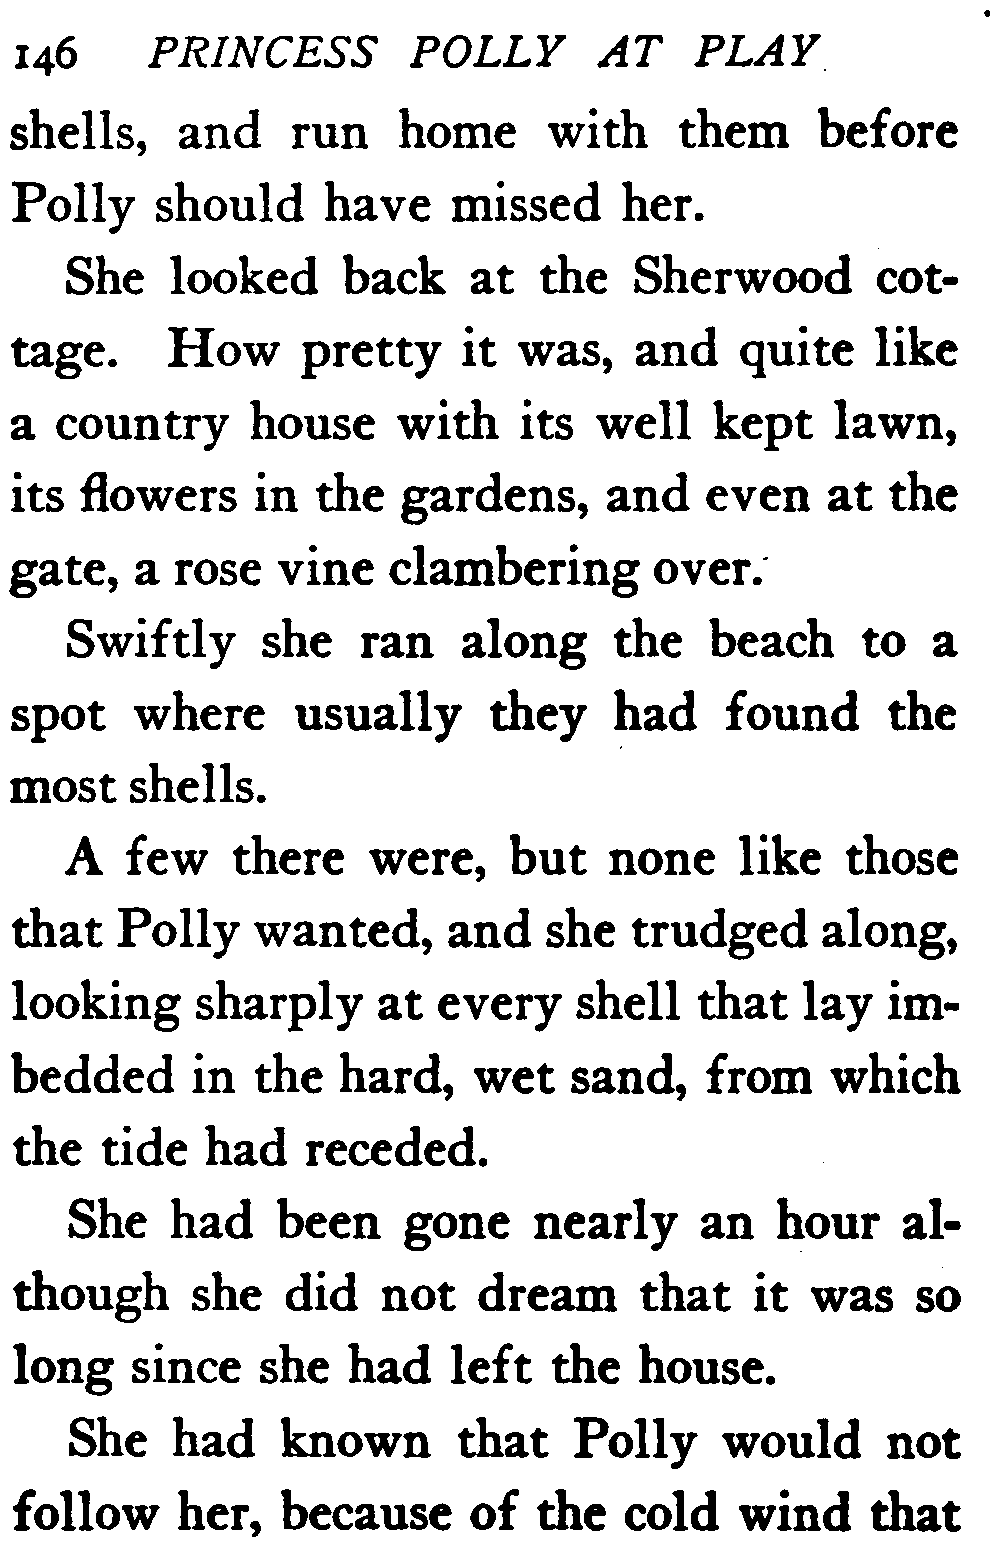 146 PRINCESS POLLY AT PLAY
shells, and run home with them before
Polly should have missed her.
She looked back at the Sherwood cot-
tage. How pretty it was, and quite like
a country house with its well kept lawn,
its flowers in the gardens, and even at the
gate, a rose vine clambering over.
Swiftly she ran along the beach to a
spot where usually they had found the
most shells.
A few there were, but none like those
that Polly wanted, and she trudged along,
looking sharply at every shell that lay im-
bedded in the hard, wet sand, from which
the tide had receded.
She had been gone nearly an hour al-
though she did not dream that it was so
long since she had left the house.
She had known that Polly would not
follow her, because of the cold wind that